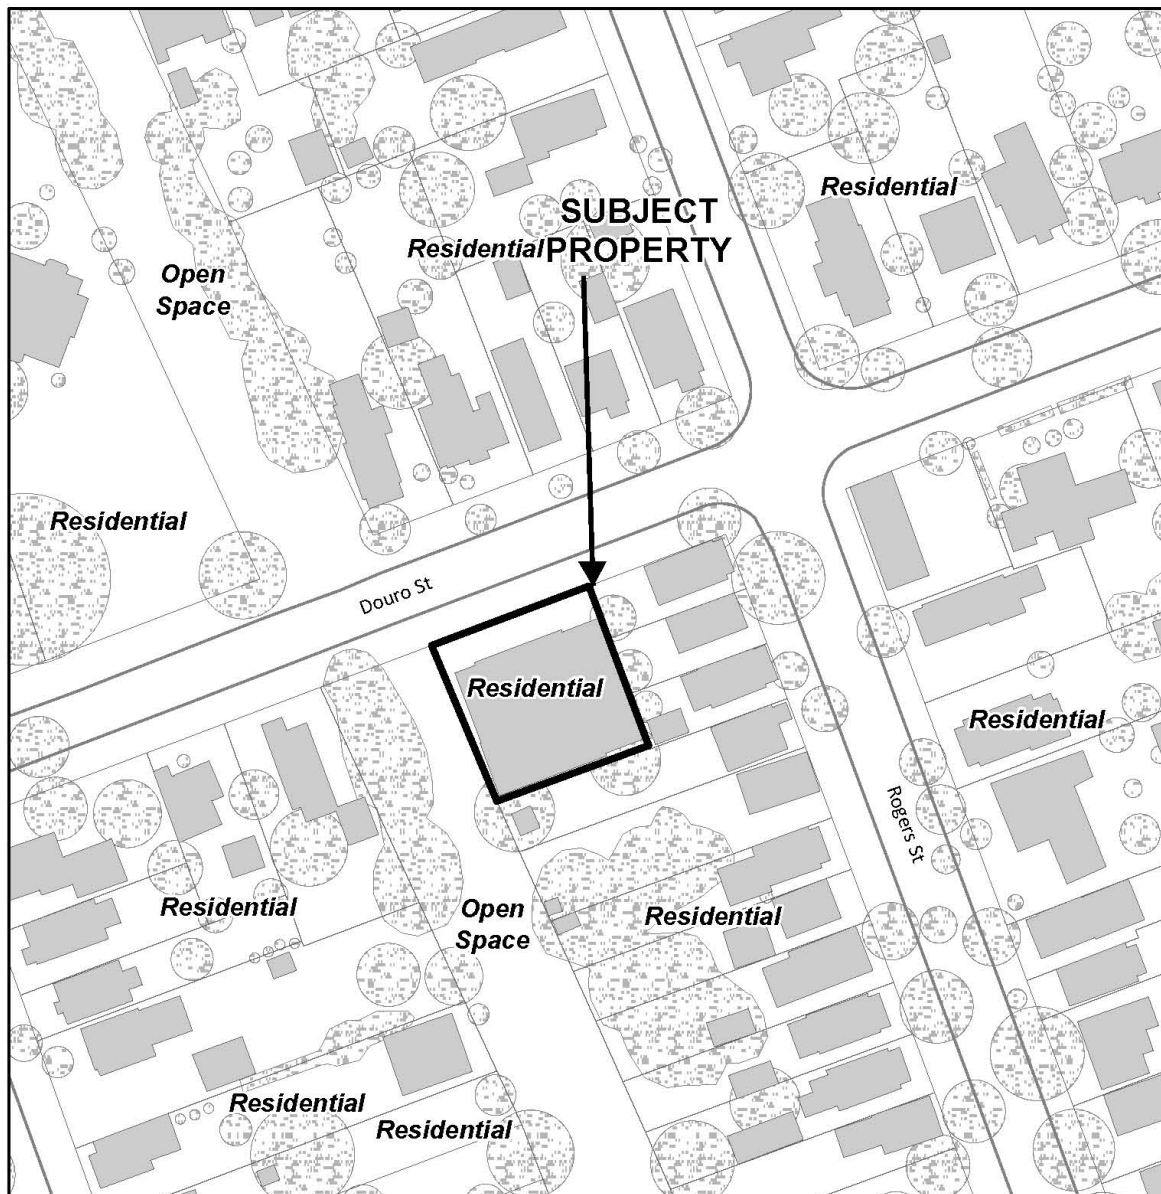 Residential
SUBJECT
PROPERTY
Residential
Open
Space
Residential
Douro St
Residential
Residential
Rogers St
Residential
Open
Space
Residential
Residential
Residential